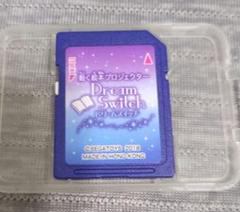 動く絵本プロジェクター
Dream
Switch
ドリームスイッチ
©SEGATOYS 2018
MADE IN HONG KONG